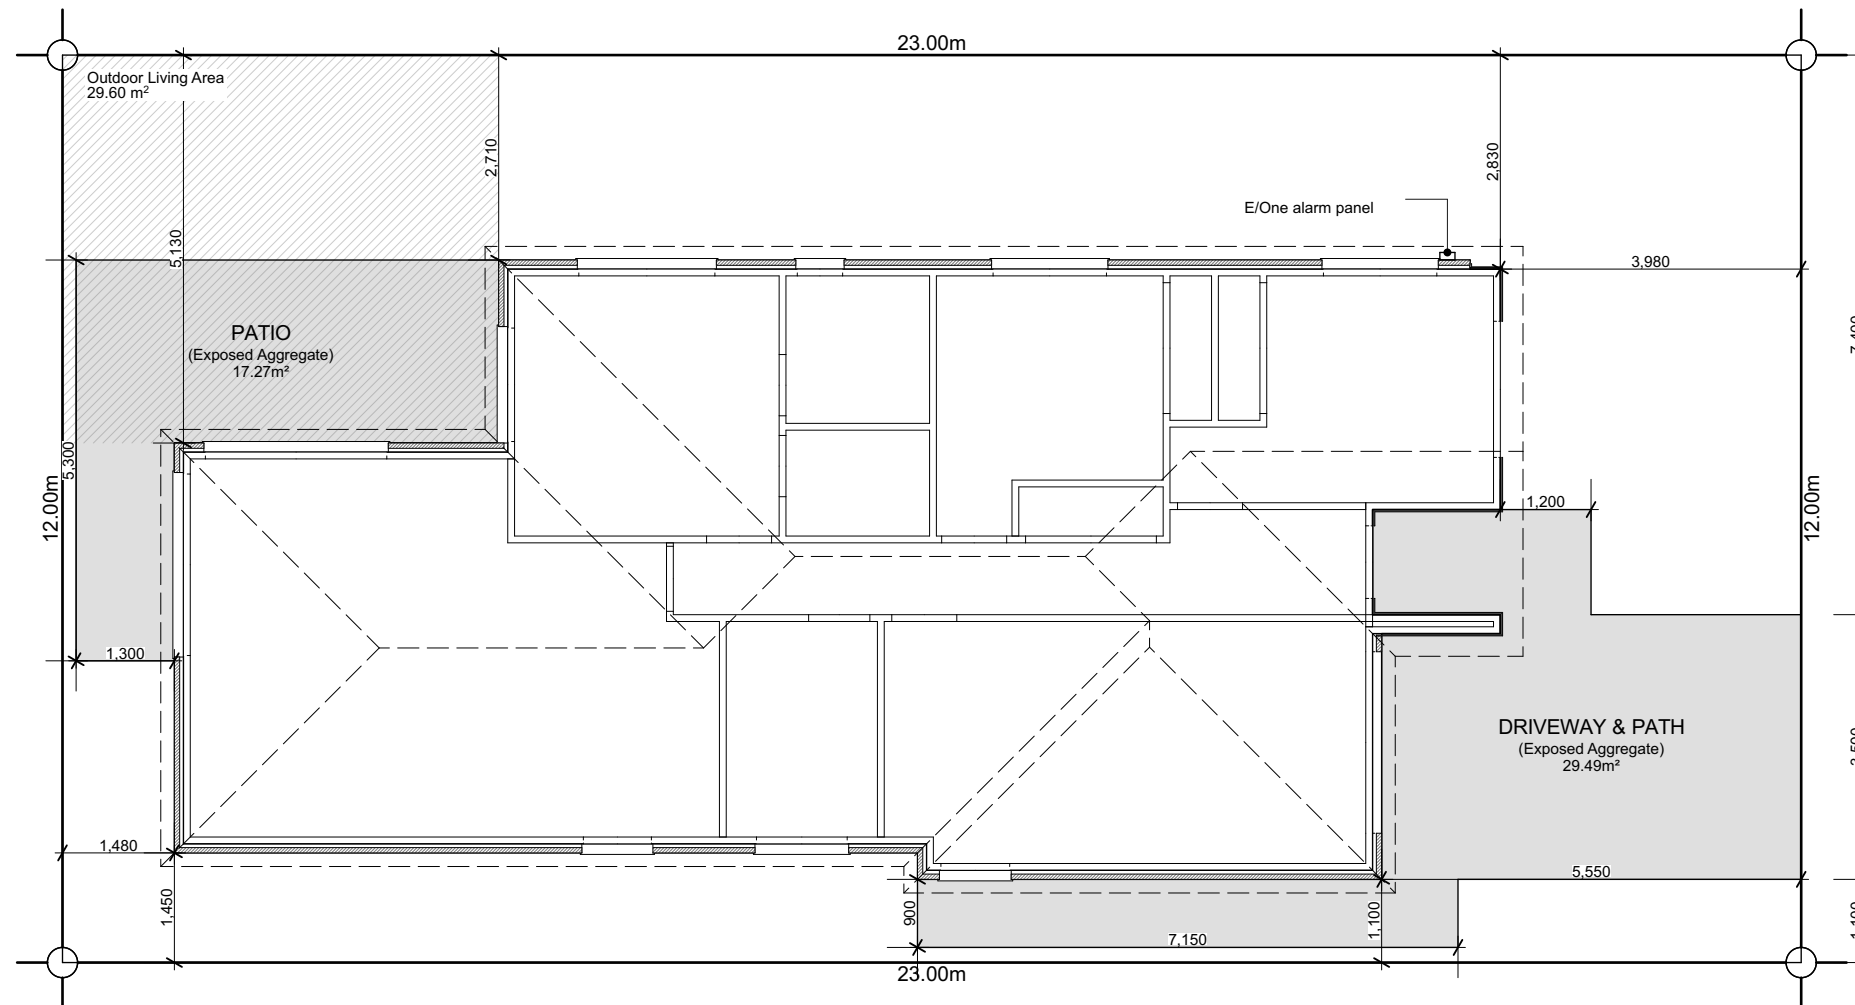 23.00m
Outdoor Living Area
29.60 m²
2,710
2,830
E/One alarm panel
5,130
3,980
PATIO
(Exposed Aggregate)
17.27m²
5,300
12.00m
1,200
12.00m
1,300
DRIVEWAY & PATH
(Exposed Aggregate)
29.49m²
1,480
5,550
1,450
900
1,100
7,150
23.00m